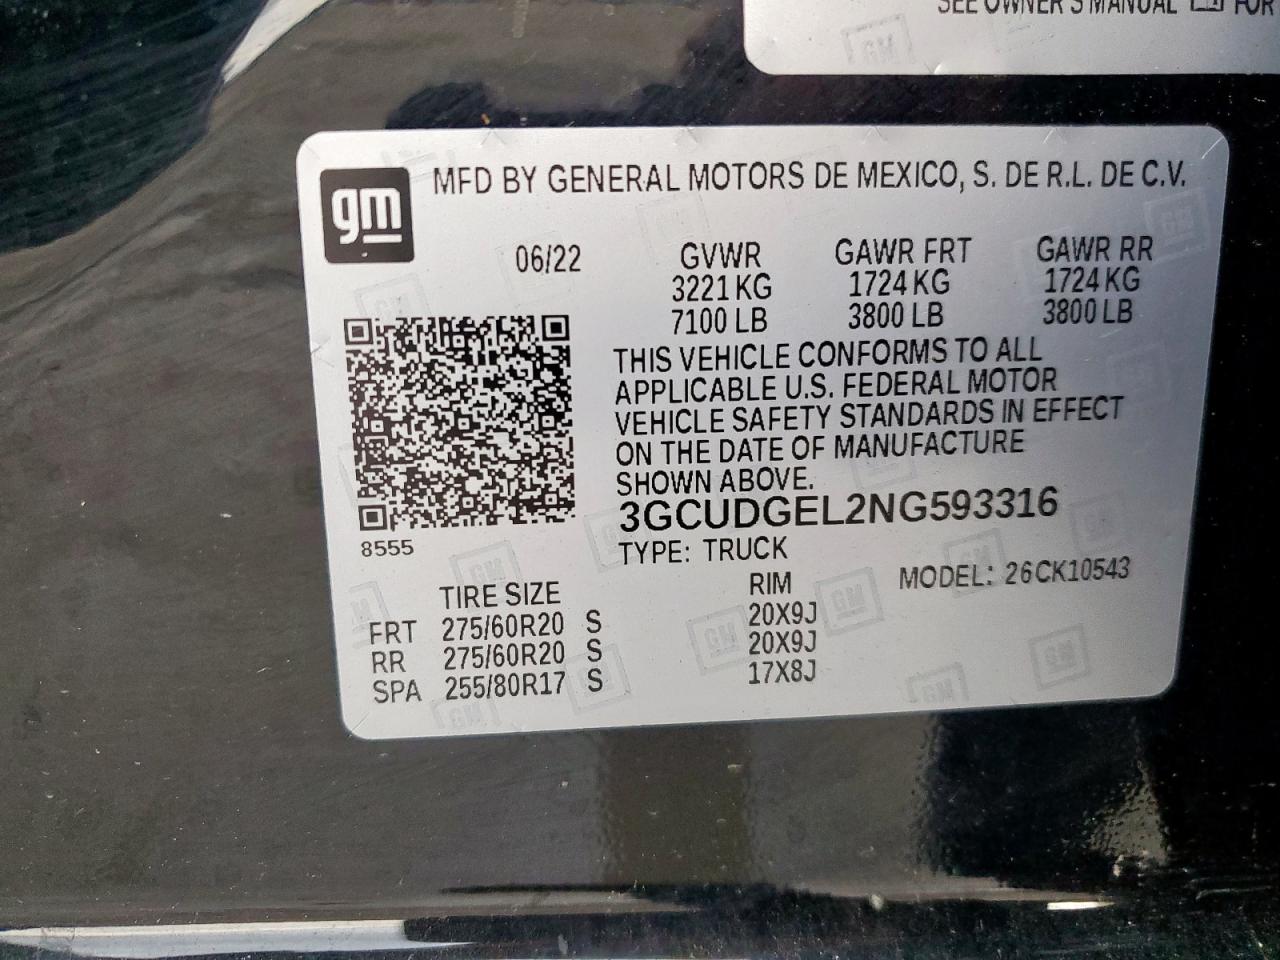 SEE OWNER'S MANUAL FOR
gm MFD BY GENERAL MOTORS DE MEXICO, S. DE R.L. DE C.V.
06/22 GVWR GAWR FRT GAWR RR
3221 KG 1724 KG 1724 KG
7100 LB 3800 LB 3800 LB
THIS VEHICLE CONFORMS TO ALL
APPLICABLE U.S. FEDERAL MOTOR
VEHICLE SAFETY STANDARDS IN EFFECT
ON THE DATE OF MANUFACTURE
SHOWN ABOVE.
3GCUDGEL2NG593316
8555
TYPE: TRUCK
MODEL: 26CK10543
TIRE SIZE RIM
FRT 275/60R20 S 20X9J
RR 275/60R20 S 20X9J
SPA 255/80R17 S 17X8J